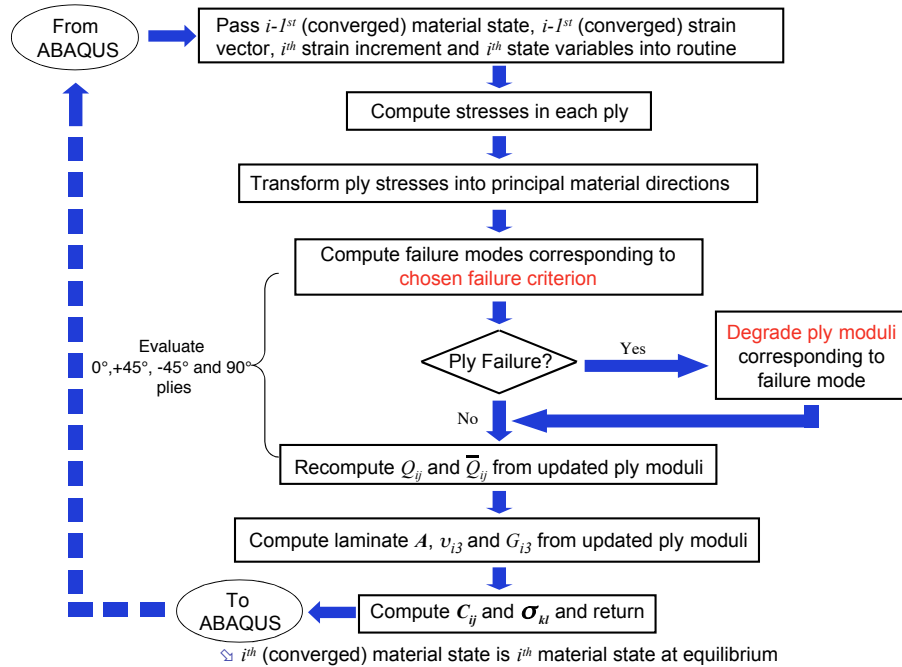 From
ABAQUS
Pass i-1st (converged) material state, i-1st (converged) strain
vector, ith strain increment and ith state variables into routine
Compute stresses in each ply
Transform ply stresses into principal material directions
Compute failure modes corresponding to
chosen failure criterion
Evaluate
0°,+45°, -45° and 90°
plies
Ply Failure?
Yes
Degrade ply moduli
corresponding to
failure mode
No
Recompute Qij and Q̅ij from updated ply moduli
Compute laminate A, υi3 and Gi3 from updated ply moduli
Compute Cij and σkl and return
To
ABAQUS
ith (converged) material state is ith material state at equilibrium